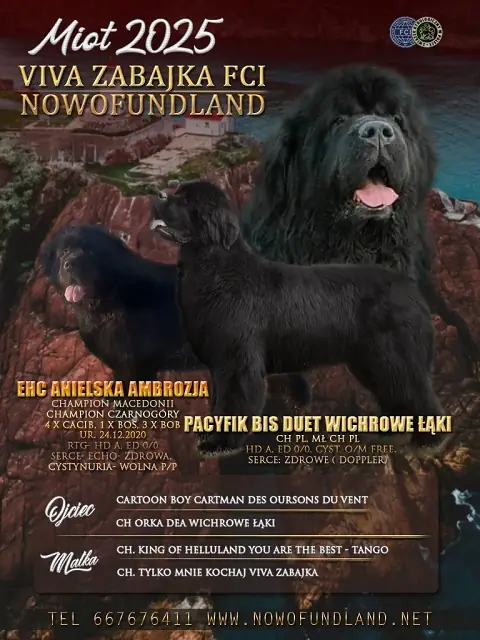 Miot 2025
VIVA ZABAJKA FCI
NOWOFUNDLAND
FCI
EHC ANIELSKA AMBROZJA
CHAMPION MACEDONII
CHAMPION CZARNOGÓRY
4 X CACIB, 1 X BOS, 3 X BOB
UR. 24.12.2020
RTG- HD A, ED 0/0
SERCE- ECHO- ZDROWA,
CYSTYNURIA- WOLNA P/P
PACYFIK BIS DUET WICHROWE ŁĄKI
CH PL, MŁ CH PL
HD A, ED 0/0, CYST. O/M FREE,
SERCE: ZDROWE ( DOPPLER)
Ojciec
CARTOON BOY CARTMAN DES OURSONS DU VENT
CH ORKA DEA WICHROWE ŁĄKI
Matka
CH. KING OF HELLULAND YOU ARE THE BEST - TANGO
CH. TYLKO MNIE KOCHAJ VIVA ZABAJKA
TEL 667676411 WWW.NOWOFUNDLAND.NET